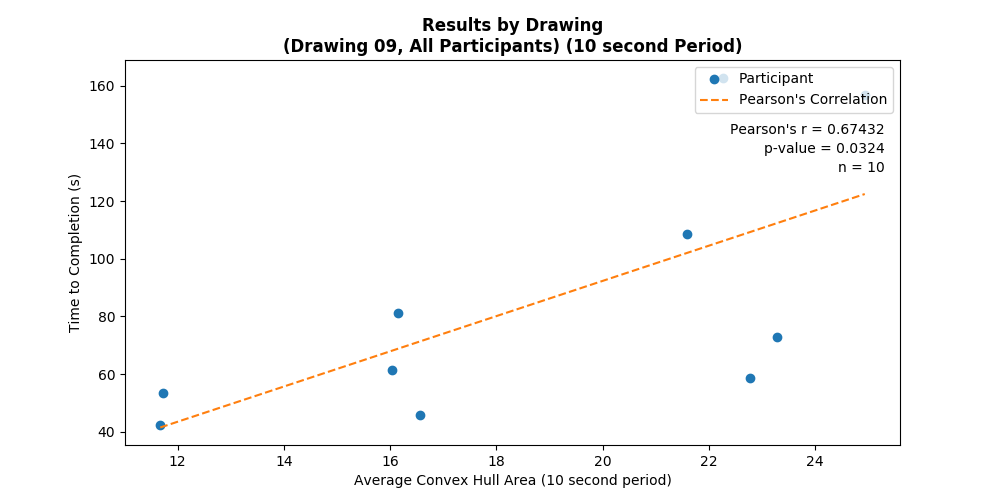 Results by Drawing
(Drawing 09, All Participants) (10 second Period)
Participant
Pearson's Correlation
Pearson's r = 0.67432
p-value = 0.0324
n = 10
Time to Completion (s)
160
140
120
100
80
60
40
12 14 16 18 20 22 24
Average Convex Hull Area (10 second period)